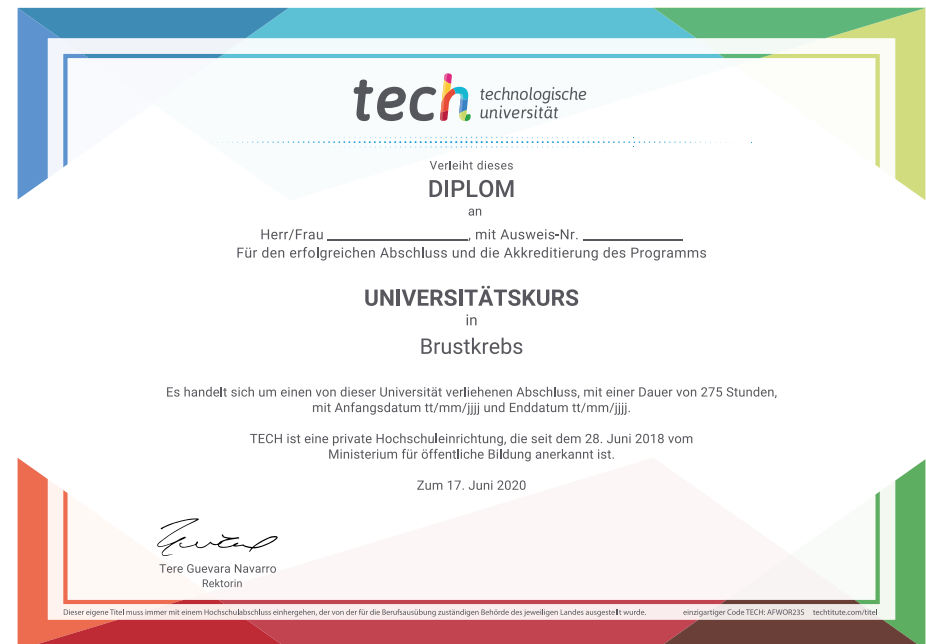 tech technologische
universität
Verleiht dieses
DIPLOM
an
Herr/Frau ____________________, mit Ausweis-Nr. ______________
Für den erfolgreichen Abschluss und die Akkreditierung des Programms
UNIVERSITÄTSKURS
in
Brustkrebs
Es handelt sich um einen von dieser Universität verliehenen Abschluss, mit einer Dauer von 275 Stunden,
mit Anfangsdatum tt/mm/jjjj und Enddatum tt/mm/jjjj.
TECH ist eine private Hochschuleinrichtung, die seit dem 28. Juni 2018 vom
Ministerium für öffentliche Bildung anerkannt ist.
Zum 17. Juni 2020
Tere Guevara Navarro
Rektorin
Dieser eigene Titel muss immer mit einem Hochschulabschluss einhergehen, der von der für die Berufsausübung zuständigen Behörde des jeweiligen Landes ausgestellt wurde. einzigartiger Code TECH: AFWOR23S techtitute.com/titel